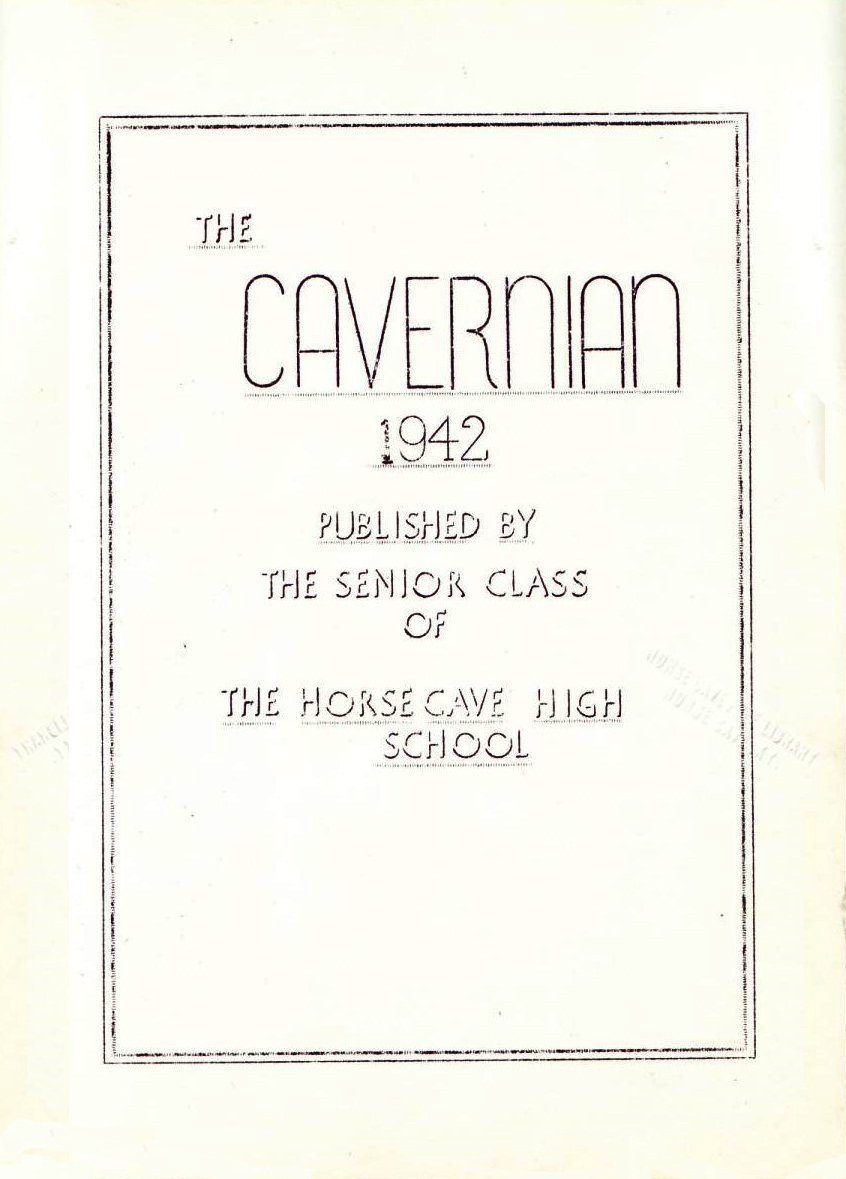 THE
CAVERNIAN
1942
PUBLISHED BY
THE SENIOR CLASS
OF
THE HORSE CAVE HIGH
SCHOOL